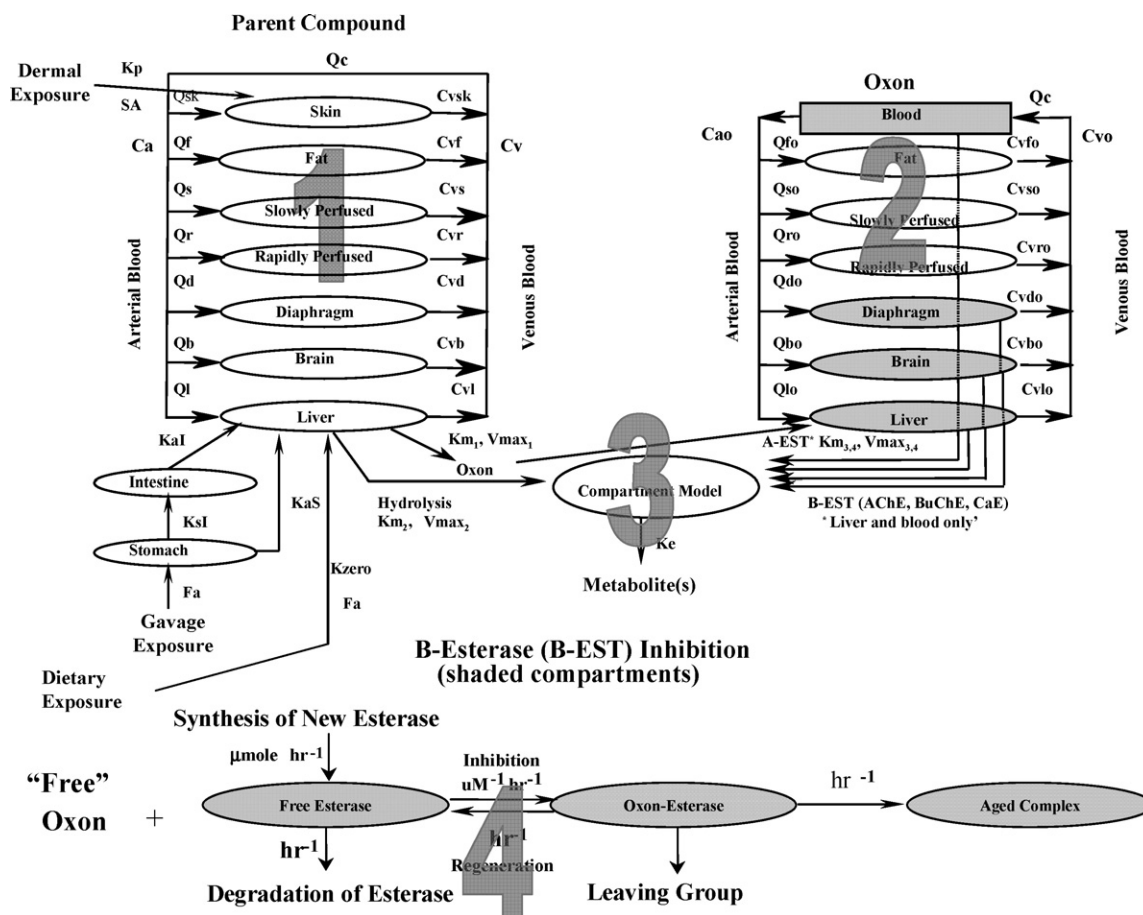 Parent Compound
Qc
Dermal
Exposure
Kp
SA
Qsk
Skin
Cvsk
Ca
Qf
Fat
Cvf
Cv
Qs
Slowly Perfused
Cvs
Qr
Rapidly Perfused
Cvr
Qd
Diaphragm
Cvd
Qb
Brain
Cvb
Ql
Liver
Cvl
Arterial Blood
Venous Blood
1
Oxon
Blood
Qc
Cao
Cvo
Qfo
Fat
Cvfo
Qso
Slowly Perfused
Cvso
Qro
Rapidly Perfused
Cvro
Qdo
Diaphragm
Cvdo
Qbo
Brain
Cvbo
Qlo
Liver
Cvlo
Arterial Blood
Venous Blood
2
KaI
Intestine
KsI
KaS
Stomach
Fa
Gavage
Exposure
Kzero
Fa
Dietary
Exposure
Km1, Vmax1
Oxon
Hydrolysis
Km2, Vmax2
3
Compartment Model
Ke
Metabolite(s)
A-EST* Km3,4, Vmax3,4
B-EST (AChE, BuChE, CaE)
* Liver and blood only’
B-Esterase (B-EST) Inhibition
(shaded compartments)
Synthesis of New Esterase
μmole hr-1
“Free”
Oxon
+
Free Esterase
Inhibition
uM-1 hr-1
hr-1
Regeneration
4
Oxon-Esterase
hr -1
Aged Complex
hr-1
Degradation of Esterase
Leaving Group